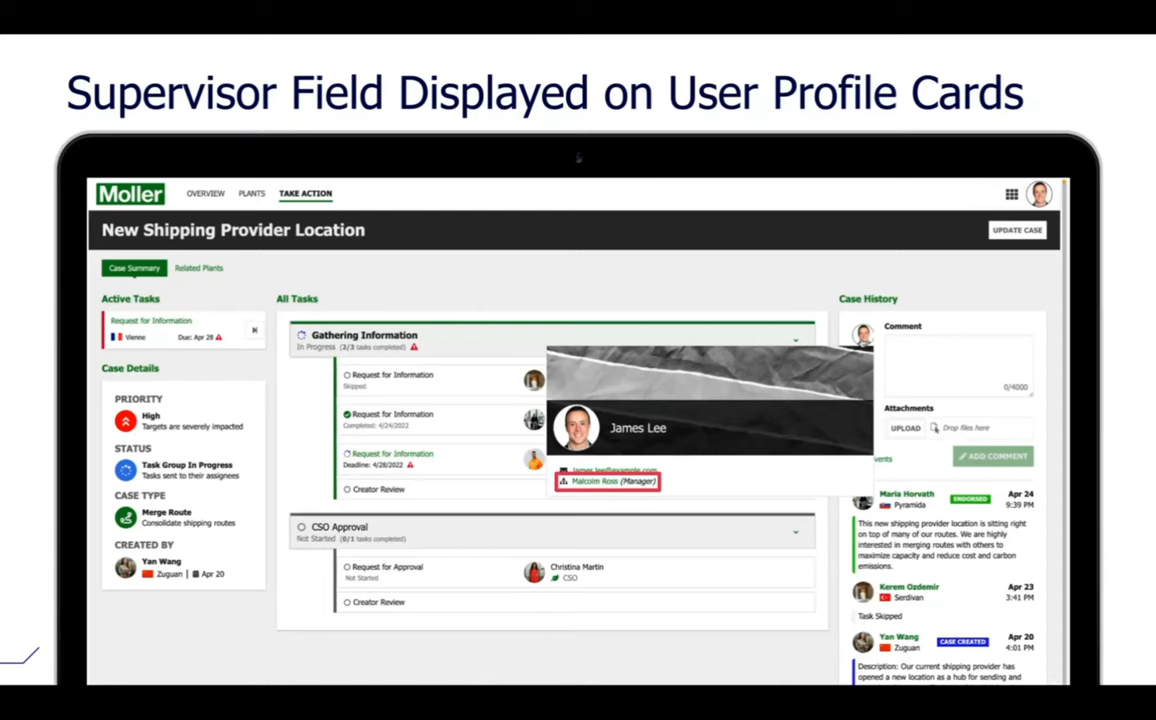 Supervisor Field Displayed on User Profile Cards
Moller
OVERVIEW
PLANTS
TAKE ACTION
New Shipping Provider Location
UPDATE CASE
Case Summary
Related Plants
Active Tasks
Request for Information
Vienne
Due: Apr 28
Case Details
PRIORITY
High
Targets are severely impacted
STATUS
Task Group In Progress
Tasks sent to their assignees
CASE TYPE
Merge Route
Consolidate shipping routes
CREATED BY
Yan Wang
Zuguan | Apr 20
All Tasks
Gathering Information
In Progress (2/3 tasks completed)
Request for Information
Skipped
Request for Information
Completed: 4/24/2022
Request for Information
Deadline: 4/28/2022
Creator Review
James Lee
james.lee@example.com
Malcolm Ross (Manager)
CSO Approval
Not Started (0/1 tasks completed)
Request for Approval
Not Started
Christina Martin
CSO
Creator Review
Case History
Comment
0/4000
Attachments
UPLOAD
Drop files here
ADD COMMENT
Maria Horvath
ENDORSED
Apr 24
Pyramida
9:39 PM
This new shipping provider location is sitting right
on top of many of our routes. We are highly
interested in merging routes with others to
maximize capacity and reduce cost and carbon
emissions.
Kerem Ozdemir
Apr 23
Serdivan
3:41 PM
Task Skipped
Yan Wang
CASE CREATED
Apr 20
Zuguan
4:01 PM
Description: Our current shipping provider has
opened a new location as a hub for sending and